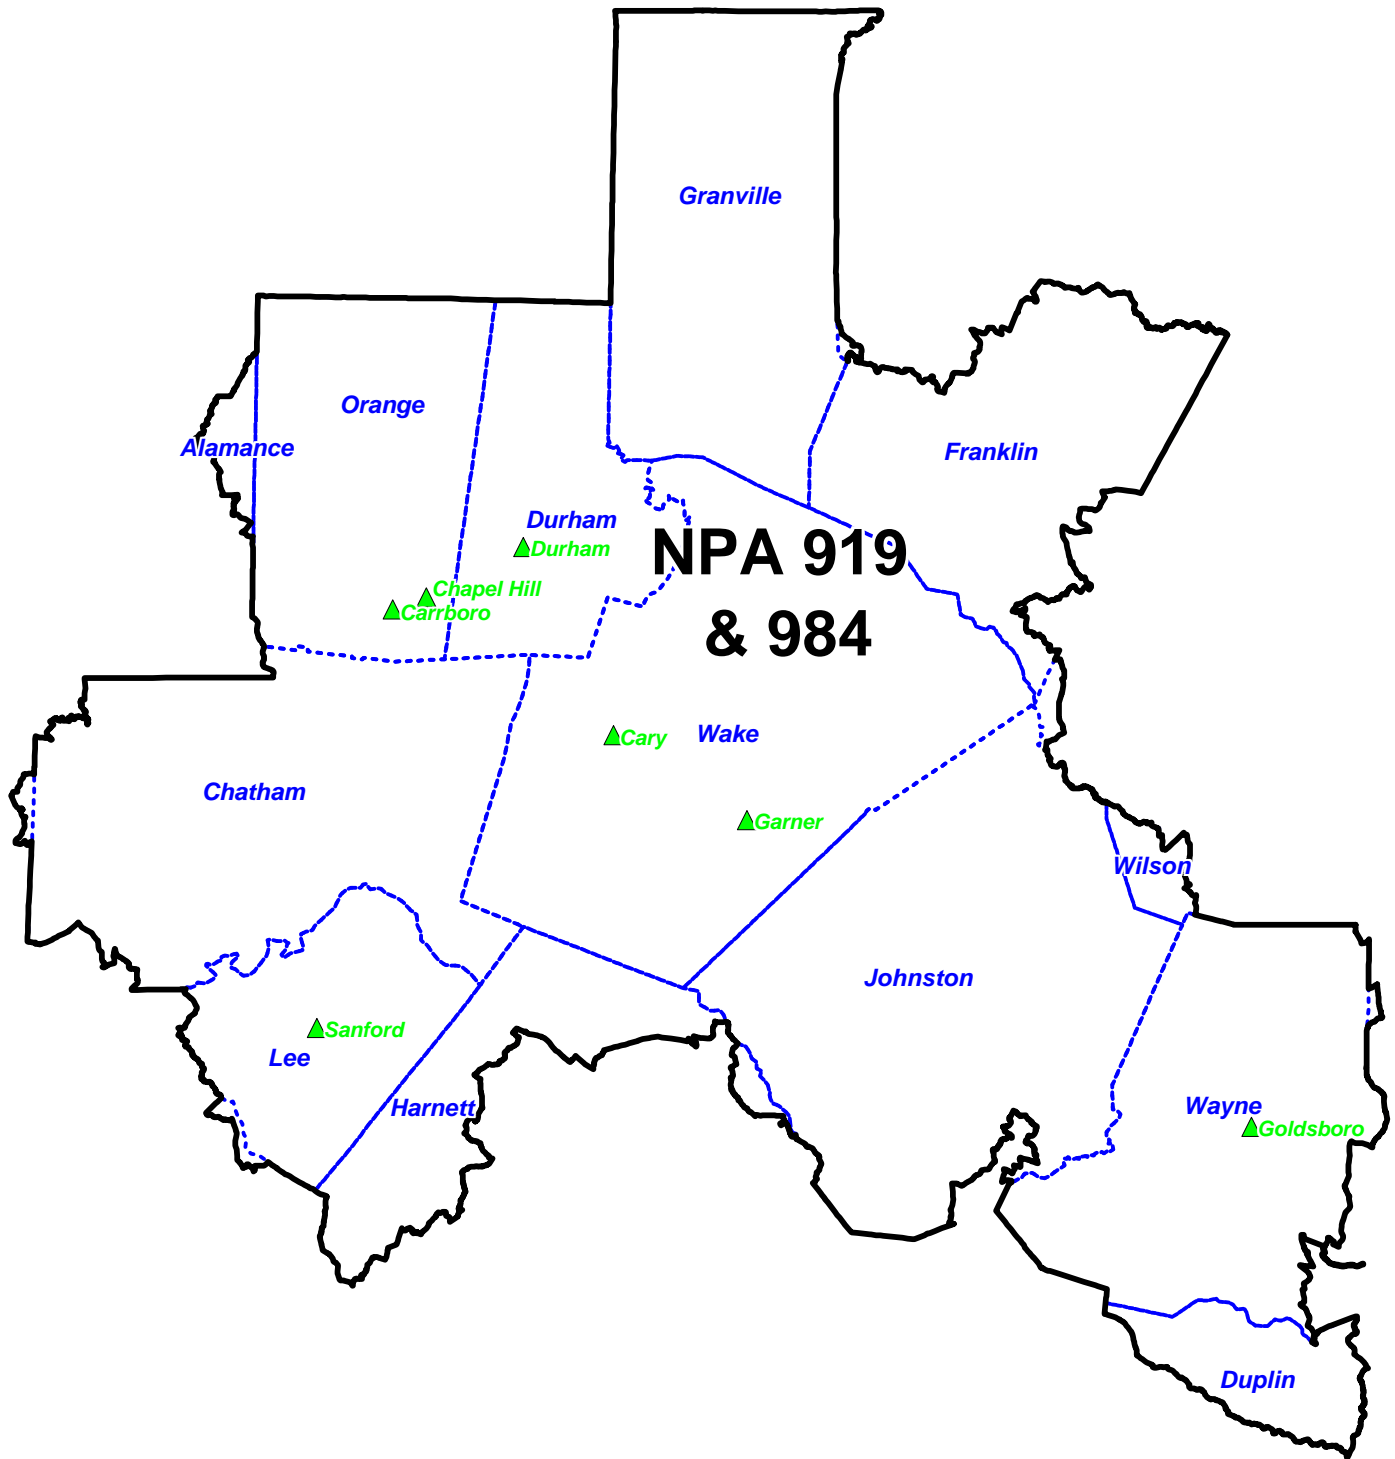 Granville
Orange
Alamance
Franklin
Durham
Durham
NPA 919
& 984
Chapel Hill
Carrboro
Wake
Cary
Chatham
Garner
Wilson
Johnston
Sanford
Lee
Harnett
Wayne
Goldsboro
Duplin